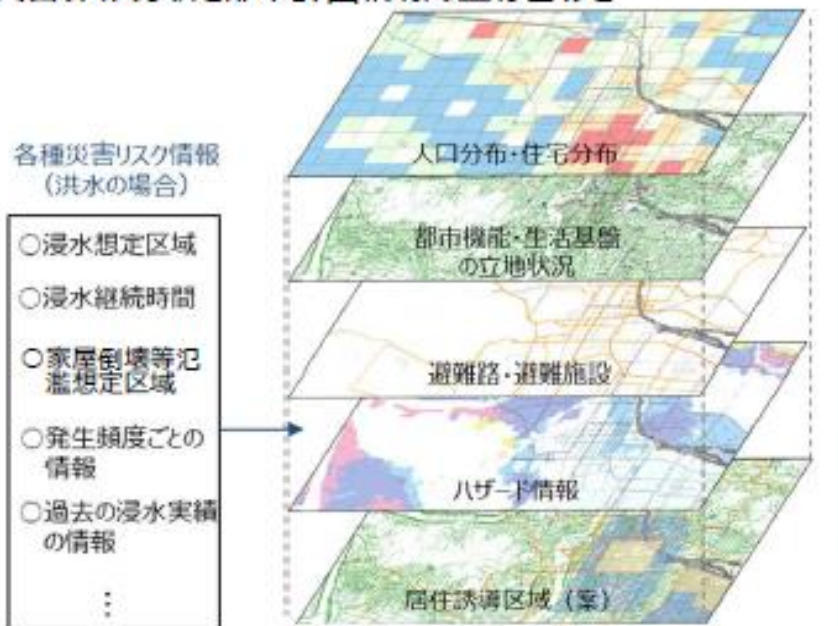 各種災害リスク情報
（洪水の場合）
○浸水想定区域
○浸水継続時間
○家屋倒壊等氾
濫想定区域
○発生頻度ごとの
情報
○過去の浸水実績
の情報
⋮
人口分布・住宅分布
都市機能・生活基盤
の立地状況
避難路・避難施設
ハザード情報
居住誘導区域（案）